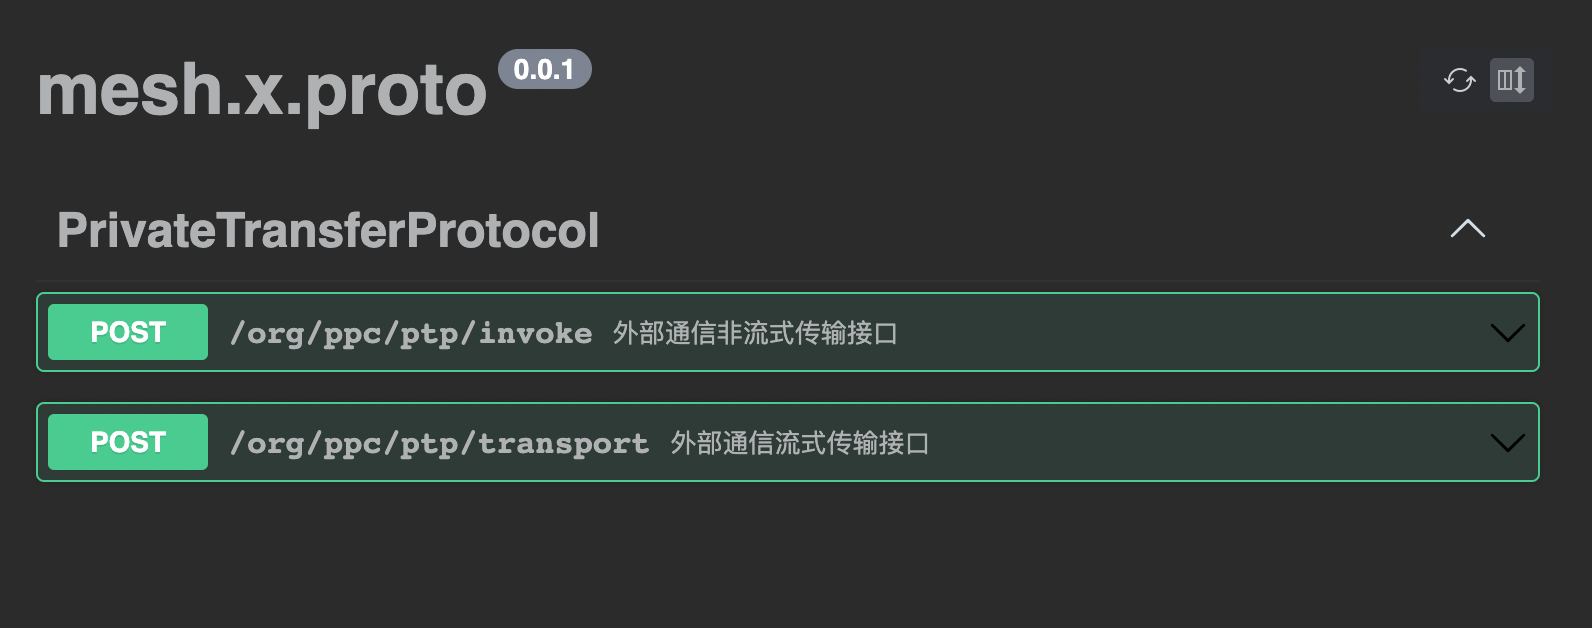 mesh.x.proto 0.0.1
PrivateTransferProtocol
POST /org/ppc/ptp/invoke 外部通信非流式传输接口
POST /org/ppc/ptp/transport 外部通信流式传输接口